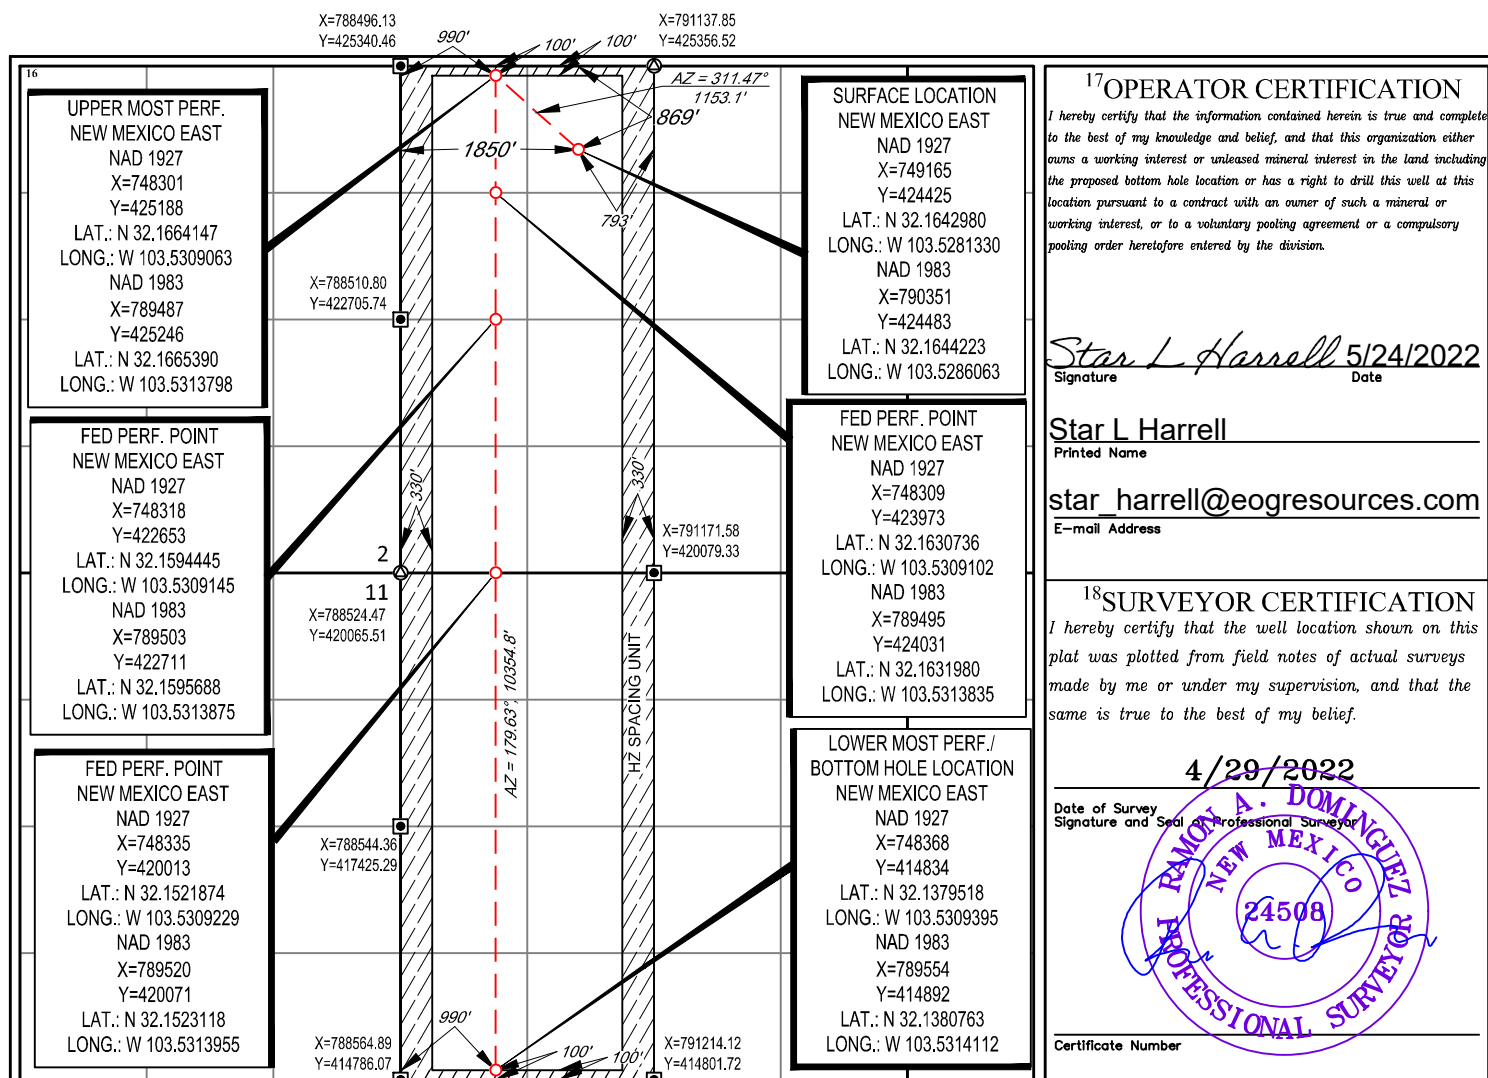 X=788496.13
Y=425340.46
990'
100'
100'
X=791137.85
Y=425356.52
16
AZ = 311.47°
1153.1'
869'
1850'
793'
UPPER MOST PERF.
NEW MEXICO EAST
NAD 1927
X=748301
Y=425188
LAT.: N 32.1664147
LONG.: W 103.5309063
NAD 1983
X=789487
Y=425246
LAT.: N 32.1665390
LONG.: W 103.5313798
SURFACE LOCATION
NEW MEXICO EAST
NAD 1927
X=749165
Y=424425
LAT.: N 32.1642980
LONG.: W 103.5281330
NAD 1983
X=790351
Y=424483
LAT.: N 32.1644223
LONG.: W 103.5286063
X=788510.80
Y=422705.74
FED PERF. POINT
NEW MEXICO EAST
NAD 1927
X=748318
Y=422653
LAT.: N 32.1594445
LONG.: W 103.5309145
NAD 1983
X=789503
Y=422711
LAT.: N 32.1595688
LONG.: W 103.5313875
FED PERF. POINT
NEW MEXICO EAST
NAD 1927
X=748309
Y=423973
LAT.: N 32.1630736
LONG.: W 103.5309102
NAD 1983
X=789495
Y=424031
LAT.: N 32.1631980
LONG.: W 103.5313835
330'
330'
X=791171.58
Y=420079.33
2
11
X=788524.47
Y=420065.51
AZ = 179.63° 10354.8'
HZ SPACING UNIT
FED PERF. POINT
NEW MEXICO EAST
NAD 1927
X=748335
Y=420013
LAT.: N 32.1521874
LONG.: W 103.5309229
NAD 1983
X=789520
Y=420071
LAT.: N 32.1523118
LONG.: W 103.5313955
LOWER MOST PERF./
BOTTOM HOLE LOCATION
NEW MEXICO EAST
NAD 1927
X=748368
Y=414834
LAT.: N 32.1379518
LONG.: W 103.5309395
NAD 1983
X=789554
Y=414892
LAT.: N 32.1380763
LONG.: W 103.5314112
X=788544.36
Y=417425.29
990'
X=788564.89
Y=414786.07
100'
100'
X=791214.12
Y=414801.72
17OPERATOR CERTIFICATION
I hereby certify that the information contained herein is true and complete
to the best of my knowledge and belief, and that this organization either
owns a working interest or unleased mineral interest in the land including
the proposed bottom hole location or has a right to drill this well at this
location pursuant to a contract with an owner of such a mineral or
working interest, or to a voluntary pooling agreement or a compulsory
pooling order heretofore entered by the division.
Star L Harrell 5/24/2022
Signature Date
Star L Harrell
Printed Name
star_harrell@eogresources.com
E-mail Address
18SURVEYOR CERTIFICATION
I hereby certify that the well location shown on this
plat was plotted from field notes of actual surveys
made by me or under my supervision, and that the
same is true to the best of my belief.
4/29/2022
Date of Survey
Signature and Seal of Professional Surveyor
RAMON A. DOMINGUEZ
NEW MEXICO
24508
PROFESSIONAL SURVEYOR
Certificate Number